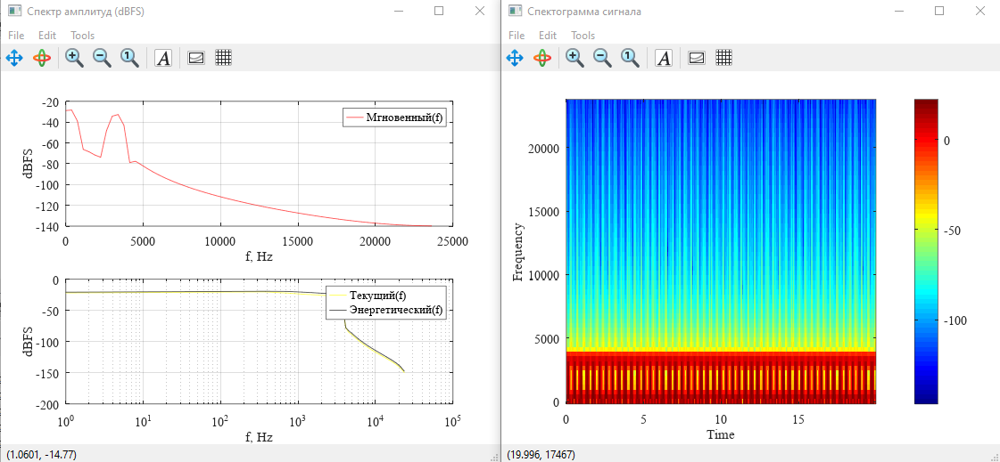 Спектр амплитуд (dBFS)
File Edit Tools
A
-20
-40
-60
-80
-100
-120
-140
dBFS
Мгновенный(f)
0 5000 10000 15000 20000 25000
f, Hz
0
-50
-100
-150
-200
dBFS
Текущий(f)
Энергетический(f)
10^0 10^1 10^2 10^3 10^4 10^5
f, Hz
(1.0601, -14.77)
Спектограмма сигнала
File Edit Tools
A
20000
15000
10000
5000
0
Frequency
0 5 10 15
Time
0
-50
-100
(19.996, 17467)